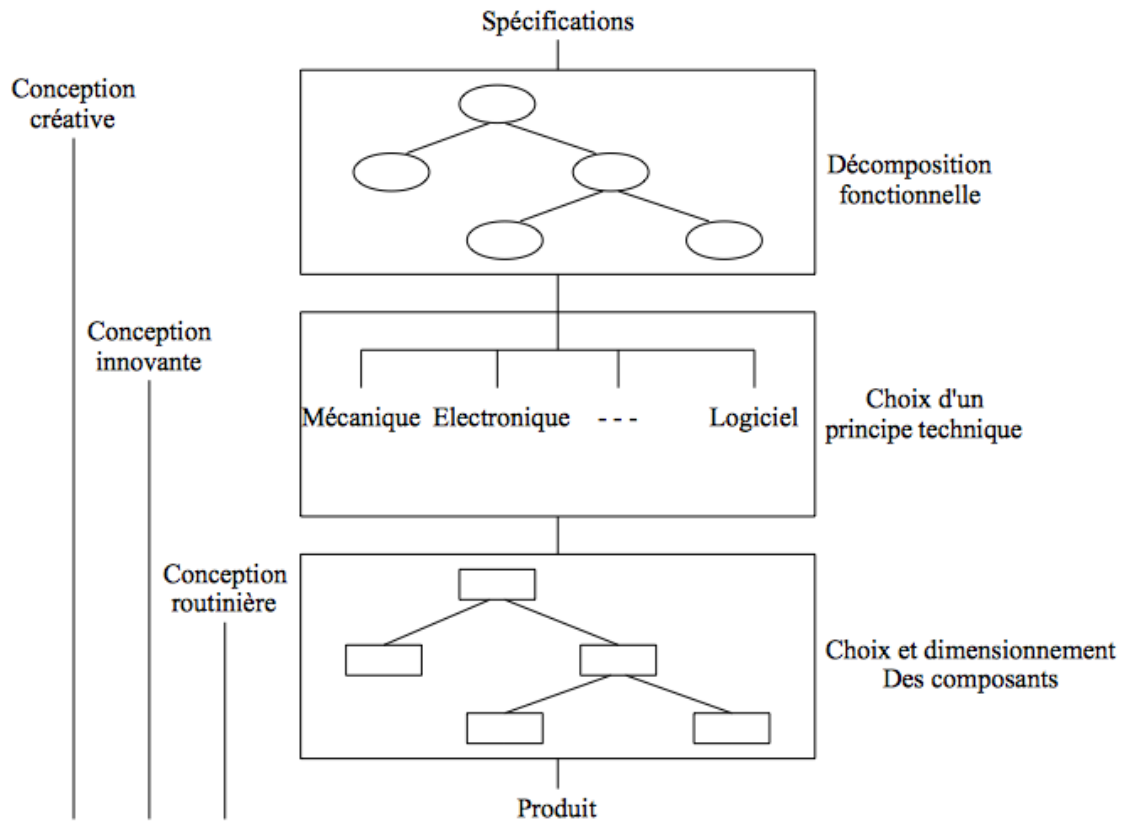 Spécifications
Conception
créative
Décomposition
fonctionnelle
Conception
innovante
Mécanique Electronique - - - Logiciel
Choix d'un
principe technique
Conception
routinière
Choix et dimensionnement
Des composants
Produit